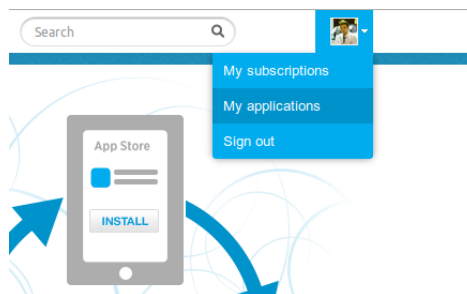 Search
My subscriptions
My applications
Sign out
App Store
INSTALL